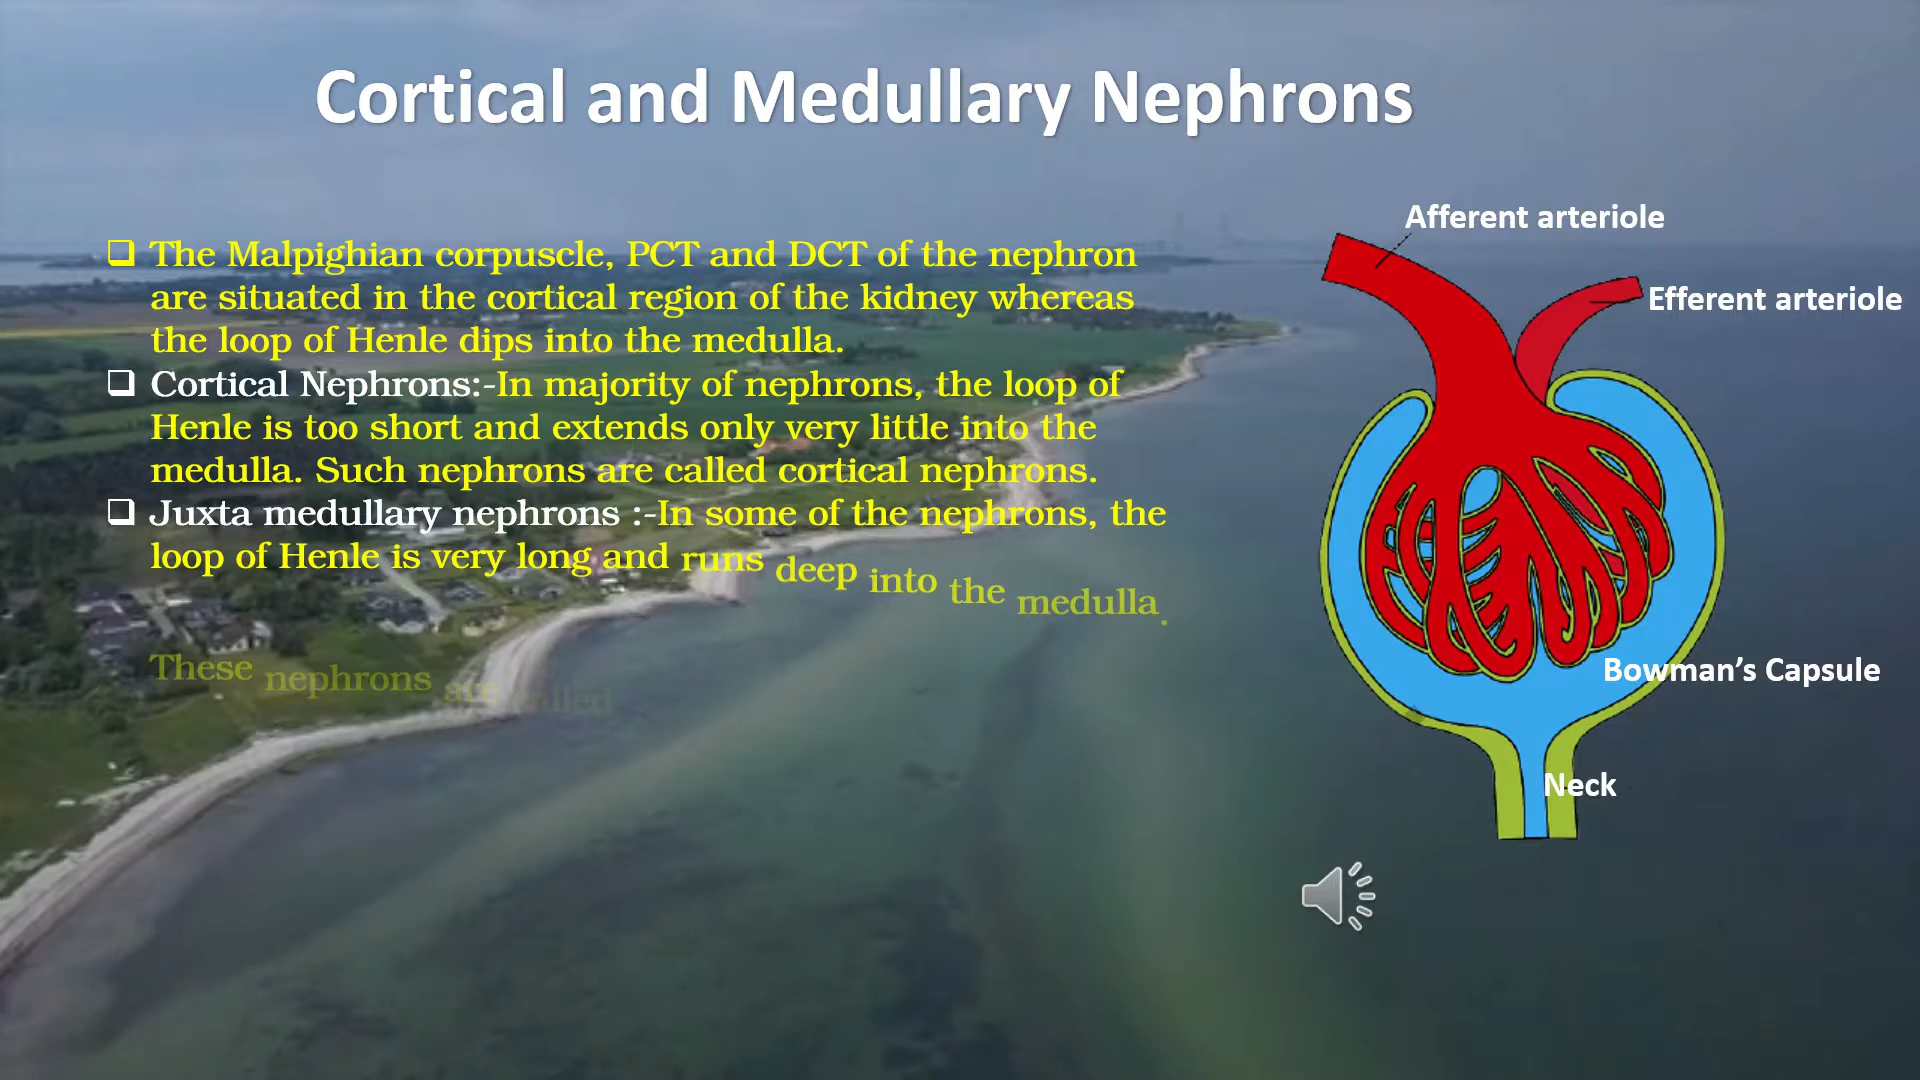 Cortical and Medullary Nephrons
Afferent arteriole
Efferent arteriole
❑ The Malpighian corpuscle, PCT and DCT of the nephron
are situated in the cortical region of the kidney whereas
the loop of Henle dips into the medulla.
❑ Cortical Nephrons:-In majority of nephrons, the loop of
Henle is too short and extends only very little into the
medulla. Such nephrons are called cortical nephrons.
❑ Juxta medullary nephrons :-In some of the nephrons, the
loop of Henle is very long and runs deep into the medulla.
These nephrons are called
Bowman’s Capsule
Neck